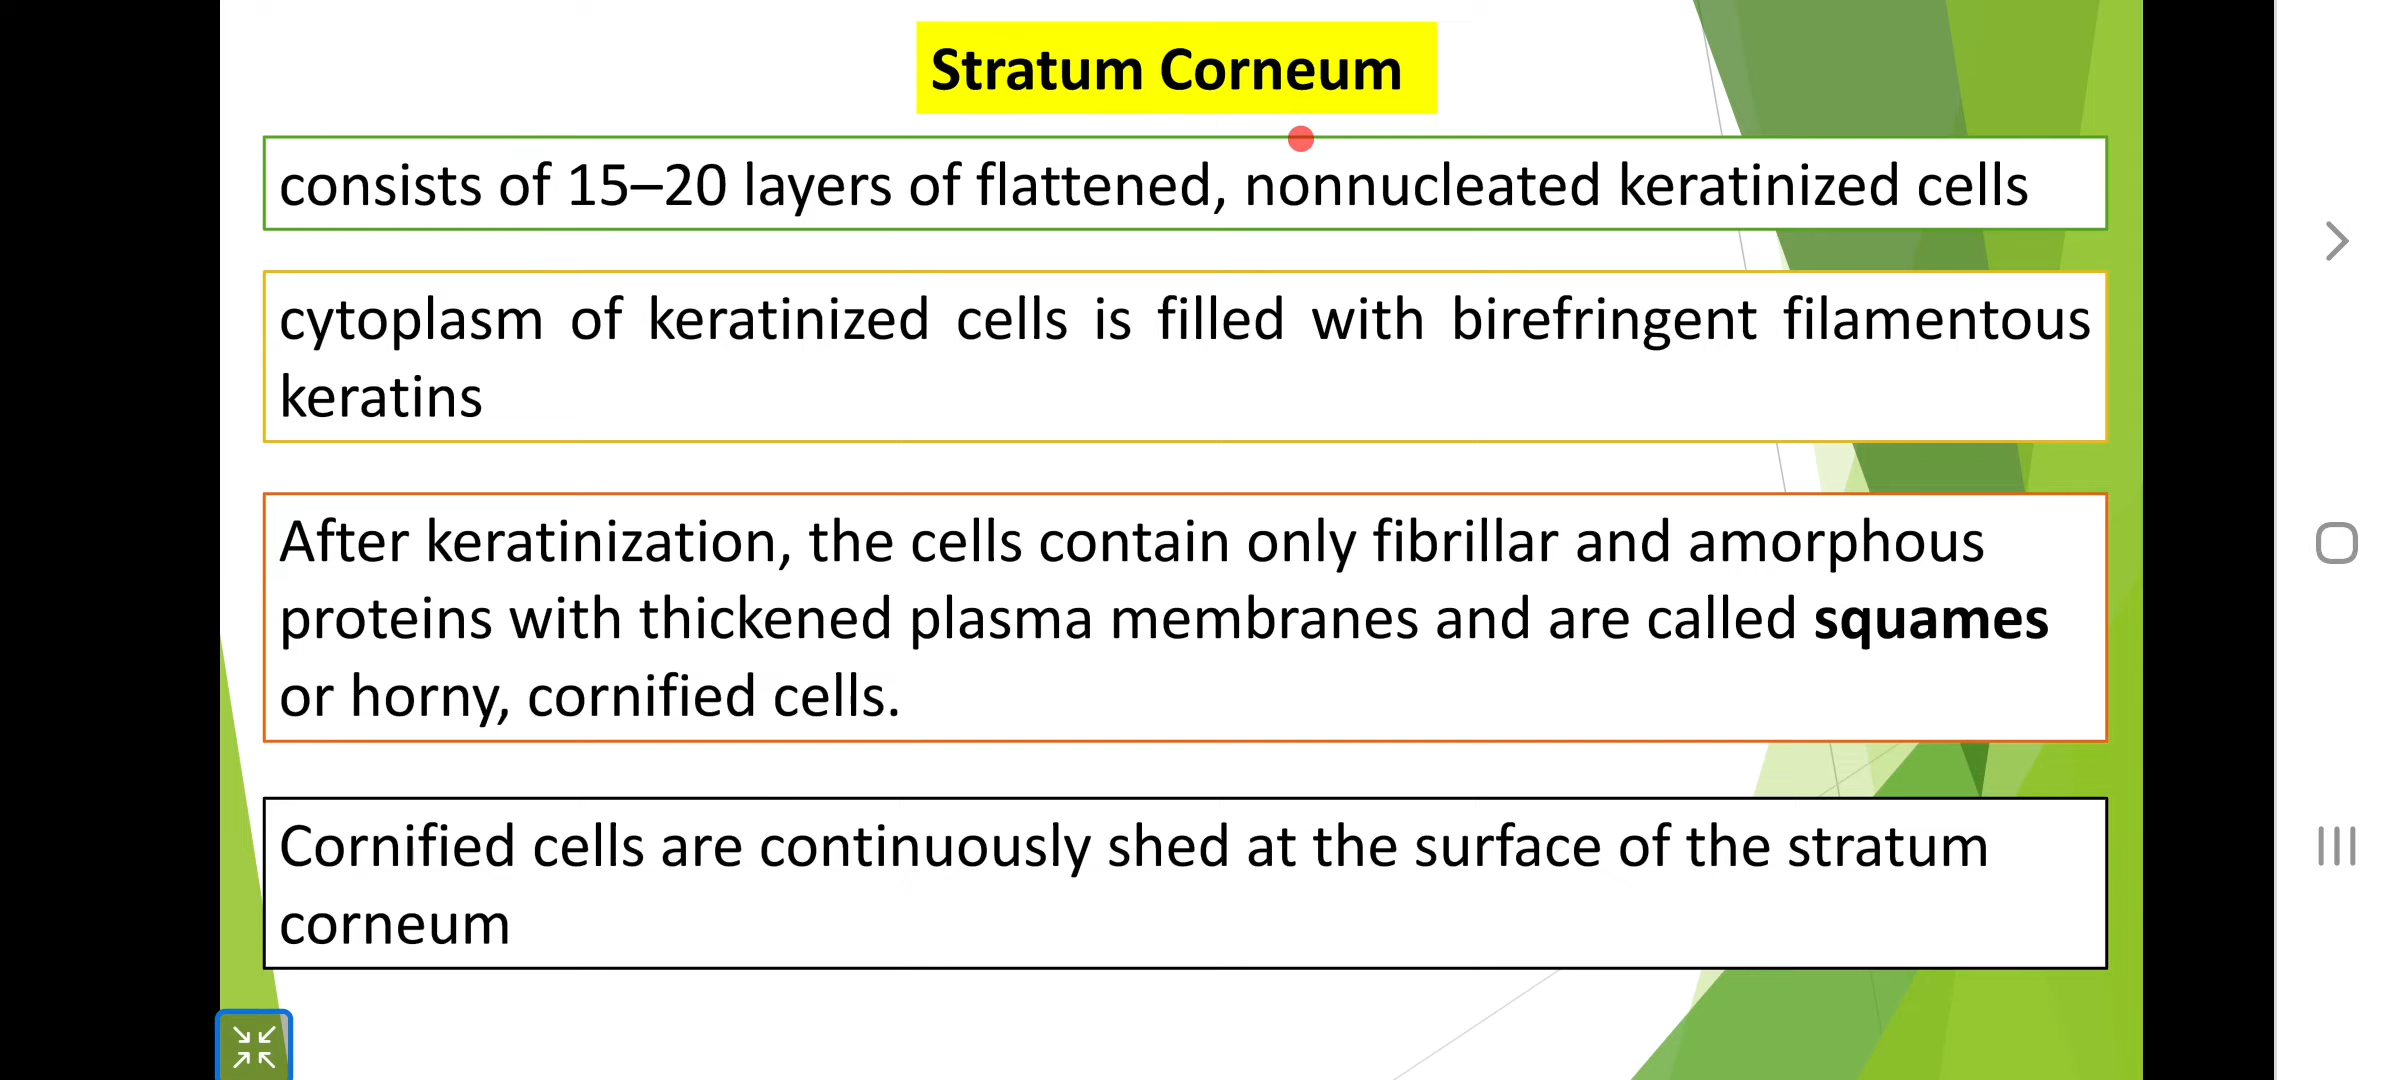 Stratum Corneum
consists of 15–20 layers of flattened, nonnucleated keratinized cells
cytoplasm of keratinized cells is filled with birefringent filamentous
keratins
After keratinization, the cells contain only fibrillar and amorphous
proteins with thickened plasma membranes and are called squames
or horny, cornified cells.
Cornified cells are continuously shed at the surface of the stratum
corneum